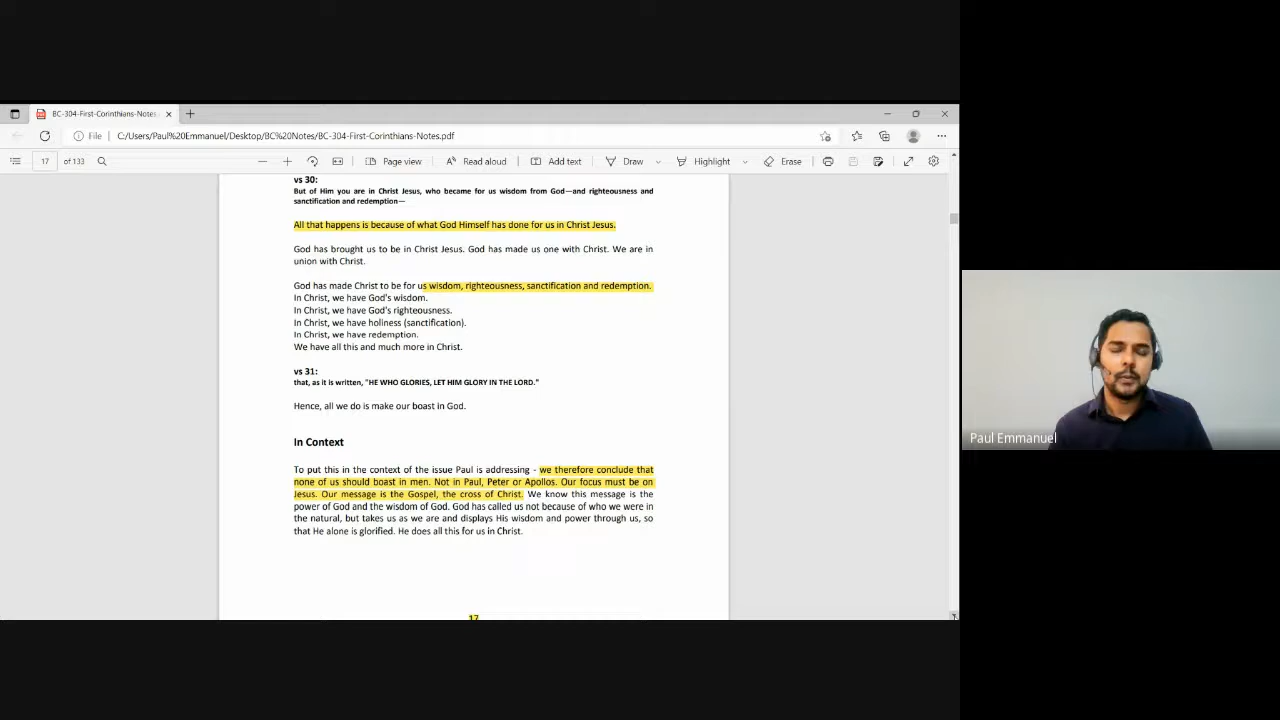 BC-304-First-Corinthians-Notes
File
C:/Users/Paul%20Emmanuel/Desktop/BC%20Notes/BC-304-First-Corinthians-Notes.pdf
17 of 133
Page view
Read aloud
Add text
Draw
Highlight
Erase
vs 30:
But of Him you are in Christ Jesus, who became for us wisdom from God—and righteousness and
sanctification and redemption—
All that happens is because of what God Himself has done for us in Christ Jesus.
God has brought us to be in Christ Jesus. God has made us one with Christ. We are in
union with Christ.
God has made Christ to be for us wisdom, righteousness, sanctification and redemption.
In Christ, we have God's wisdom.
In Christ, we have God's righteousness.
In Christ, we have holiness (sanctification).
In Christ, we have redemption.
We have all this and much more in Christ.
vs 31:
that, as it is written, "HE WHO GLORIES, LET HIM GLORY IN THE LORD."
Hence, all we do is make our boast in God.
In Context
To put this in the context of the issue Paul is addressing - we therefore conclude that
none of us should boast in men. Not in Paul, Peter or Apollos. Our focus must be on
Jesus. Our message is the Gospel, the cross of Christ. We know this message is the
power of God and the wisdom of God. God has called us not because of who we were in
the natural, but takes us as we are and displays His wisdom and power through us, so
that He alone is glorified. He does all this for us in Christ.
17
Paul Emmanuel